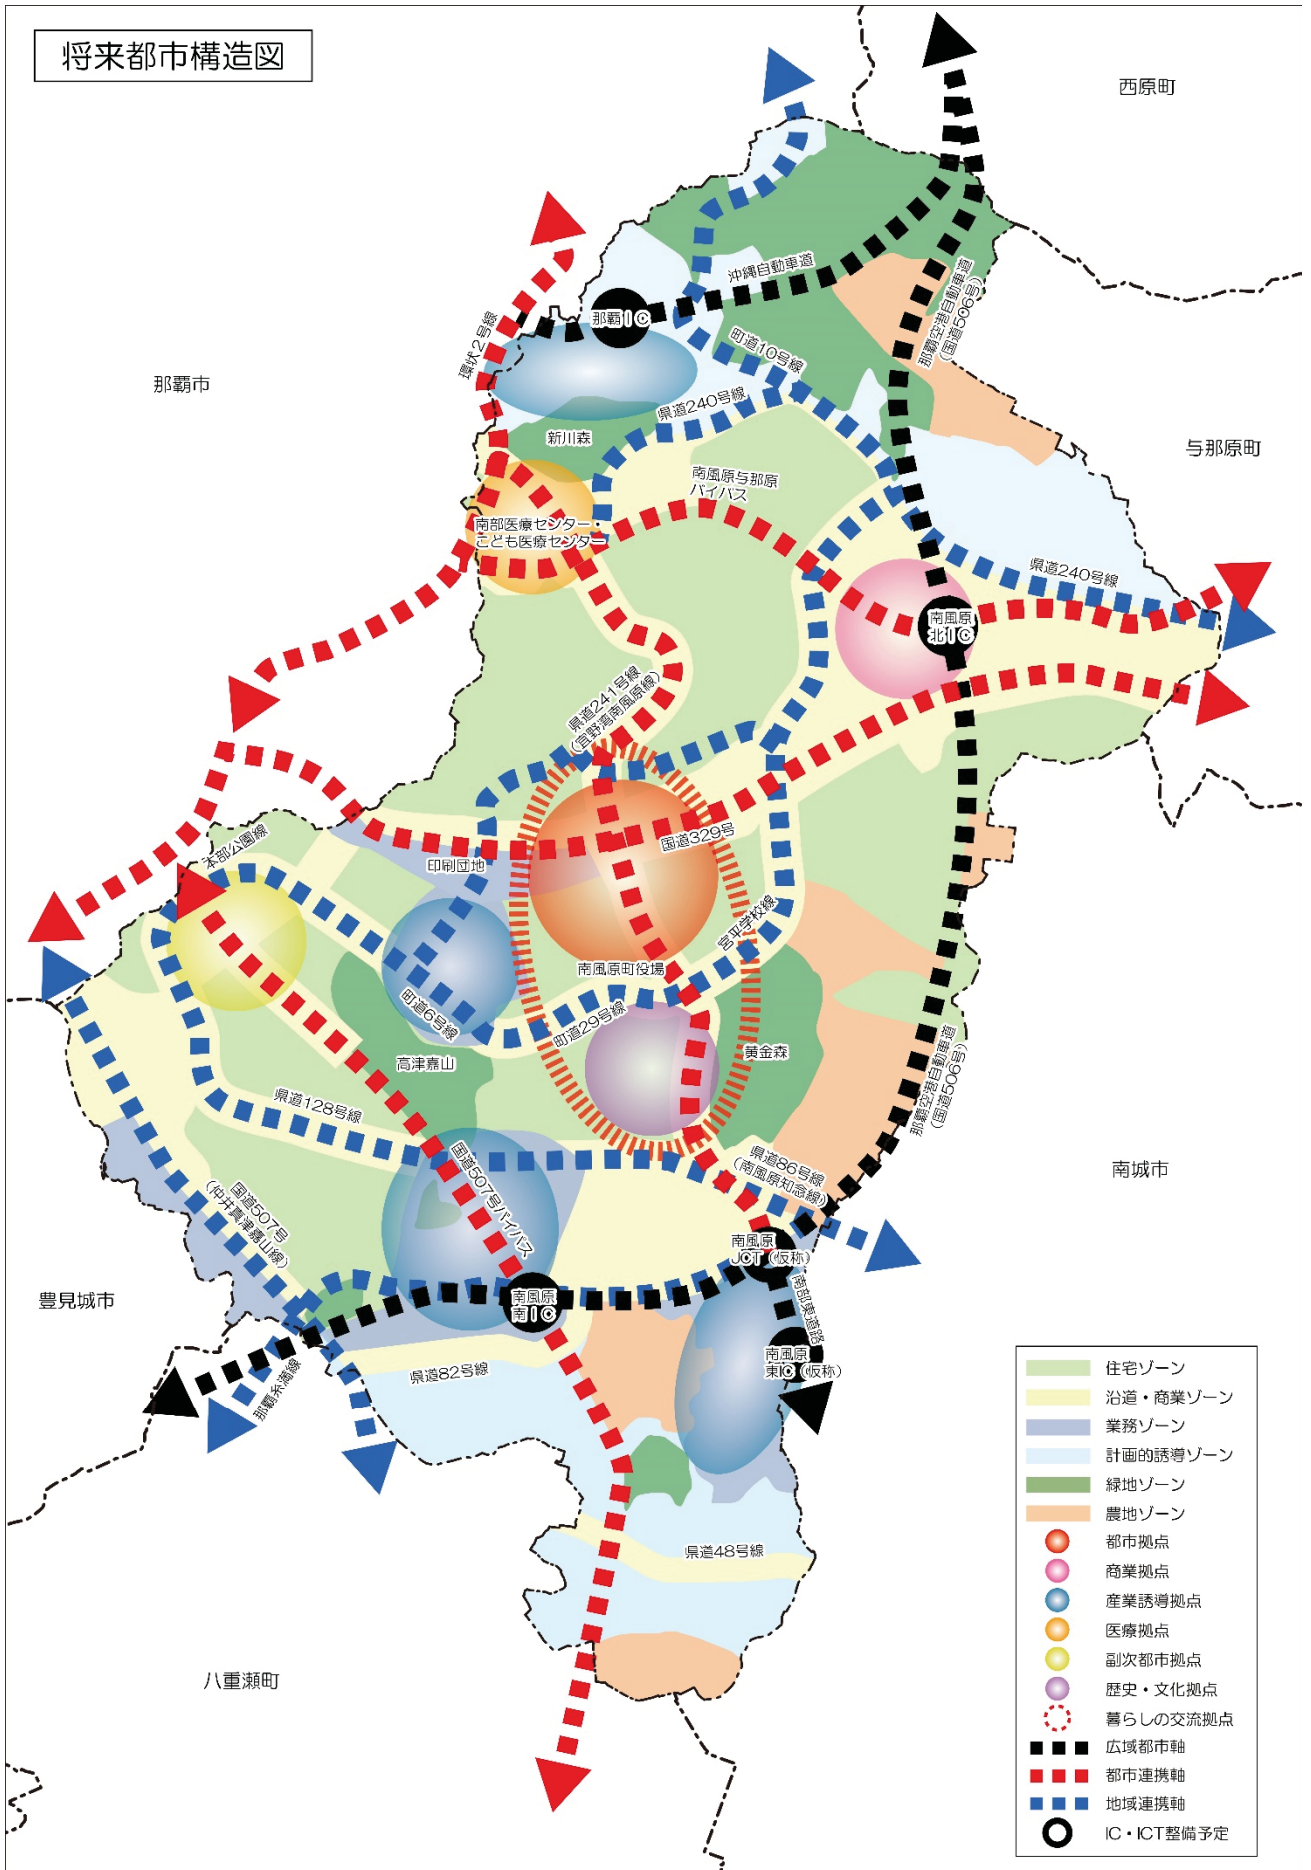 将来都市構造図
西原町
沖縄自動車道
那覇空港自動車道
(国道506号)
那覇IC
環状2号線
町道10号線
那覇市
県道240号線
新川森
与那原町
南風原与那原
バイパス
南部医療センター・
こども医療センター
県道240号線
南風原
北IC
県道241号線
(宜野湾南風原線)
国道329号
本部公園線
印刷団地
宮平学校線
南風原町役場
町道6号線
町道29号線
黄金森
高津嘉山
那覇空港自動車道
(国道506号)
県道128号線
国道507号バイパス
県道86号線
(南風原知念線)
南城市
国道507号
(仲井真津嘉山線)
南風原
JCT(仮称)
南部東道路
豊見城市
南風原
南IC
南風原
東IC(仮称)
県道82号線
那覇糸満線
県道48号線
八重瀬町
住宅ゾーン
沿道・商業ゾーン
業務ゾーン
計画的誘導ゾーン
緑地ゾーン
農地ゾーン
都市拠点
商業拠点
産業誘導拠点
医療拠点
副次都市拠点
歴史・文化拠点
暮らしの交流拠点
広域都市軸
都市連携軸
地域連携軸
IC・ICT整備予定